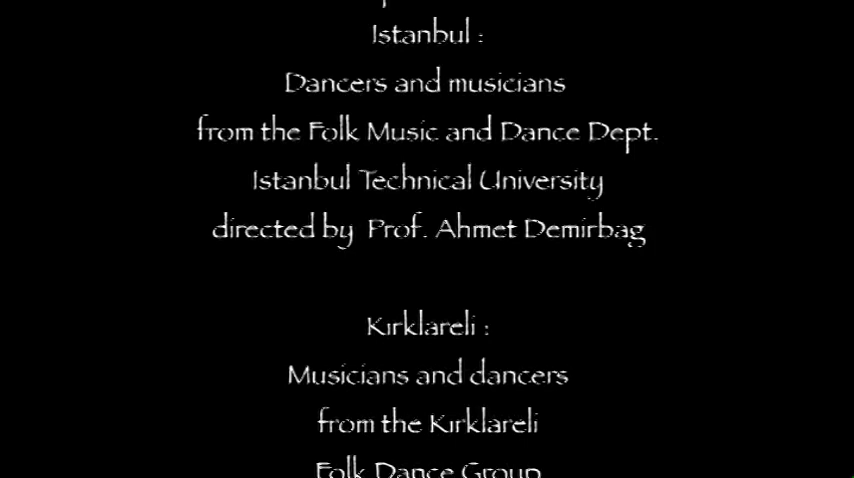 Istanbul :
Dancers and musicians
from the Folk Music and Dance Dept.
Istanbul Technical University
directed by Prof. Ahmet Demirbag
Kırklareli :
Musicians and dancers
from the Kırklareli
Folk Dance Group